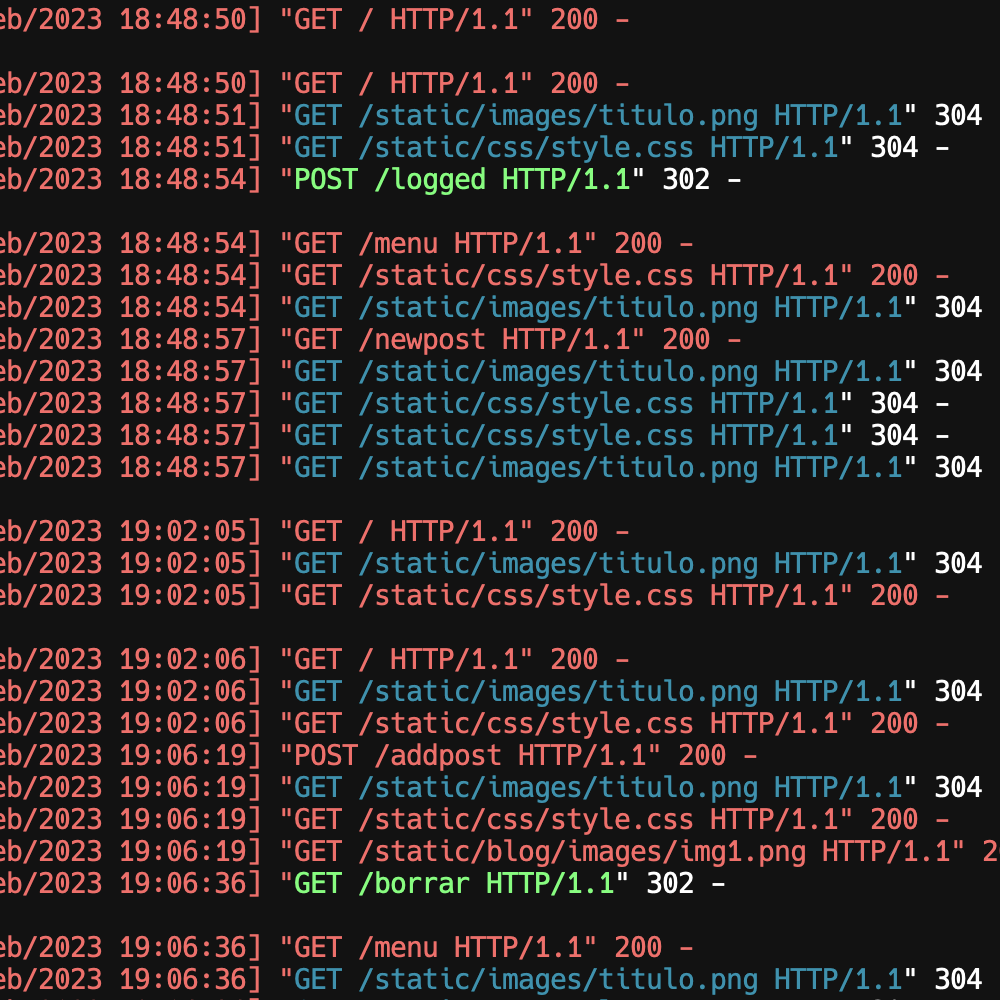 eb/2023 18:48:50] "GET / HTTP/1.1" 200 -
eb/2023 18:48:50] "GET / HTTP/1.1" 200 -
eb/2023 18:48:51] "GET /static/images/titulo.png HTTP/1.1" 304
eb/2023 18:48:51] "GET /static/css/style.css HTTP/1.1" 304 -
eb/2023 18:48:54] "POST /logged HTTP/1.1" 302 -
eb/2023 18:48:54] "GET /menu HTTP/1.1" 200 -
eb/2023 18:48:54] "GET /static/css/style.css HTTP/1.1" 200 -
eb/2023 18:48:54] "GET /static/images/titulo.png HTTP/1.1" 304
eb/2023 18:48:57] "GET /newpost HTTP/1.1" 200 -
eb/2023 18:48:57] "GET /static/images/titulo.png HTTP/1.1" 304
eb/2023 18:48:57] "GET /static/css/style.css HTTP/1.1" 304 -
eb/2023 18:48:57] "GET /static/css/style.css HTTP/1.1" 304 -
eb/2023 18:48:57] "GET /static/images/titulo.png HTTP/1.1" 304
eb/2023 19:02:05] "GET / HTTP/1.1" 200 -
eb/2023 19:02:05] "GET /static/images/titulo.png HTTP/1.1" 304
eb/2023 19:02:05] "GET /static/css/style.css HTTP/1.1" 200 -
eb/2023 19:02:06] "GET / HTTP/1.1" 200 -
eb/2023 19:02:06] "GET /static/images/titulo.png HTTP/1.1" 304
eb/2023 19:02:06] "GET /static/css/style.css HTTP/1.1" 200 -
eb/2023 19:06:19] "POST /addpost HTTP/1.1" 200 -
eb/2023 19:06:19] "GET /static/images/titulo.png HTTP/1.1" 304
eb/2023 19:06:19] "GET /static/css/style.css HTTP/1.1" 200 -
eb/2023 19:06:19] "GET /static/blog/images/img1.png HTTP/1.1" 2
eb/2023 19:06:36] "GET /borrar HTTP/1.1" 302 -
eb/2023 19:06:36] "GET /menu HTTP/1.1" 200 -
eb/2023 19:06:36] "GET /static/images/titulo.png HTTP/1.1" 304